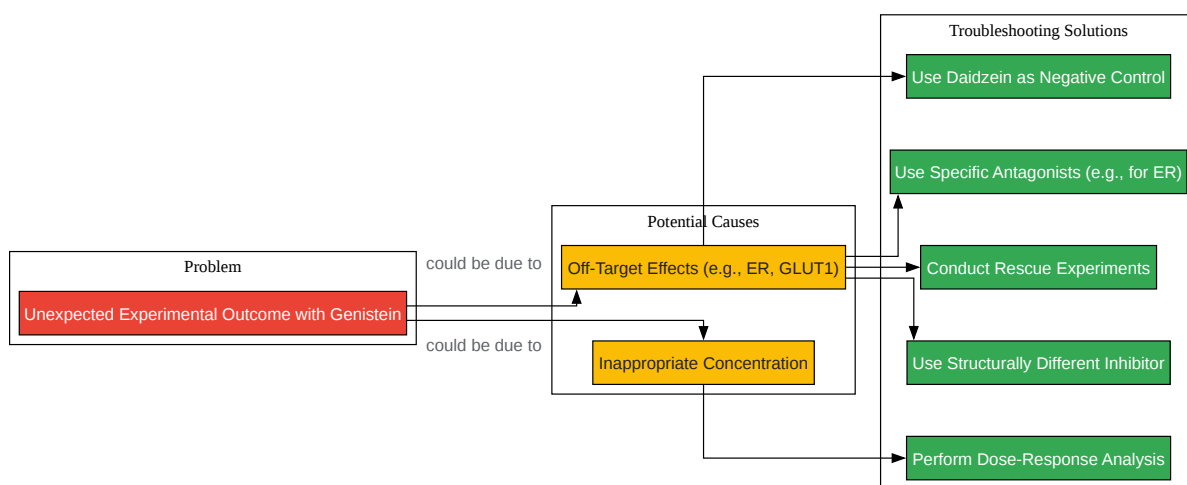 Problem
Unexpected Experimental Outcome with Genistein
could be due to
could be due to
Potential Causes
Off-Target Effects (e.g., ER, GLUT1)
Inappropriate Concentration
Troubleshooting Solutions
Use Daidzein as Negative Control
Use Specific Antagonists (e.g., for ER)
Conduct Rescue Experiments
Use Structurally Different Inhibitor
Perform Dose-Response Analysis